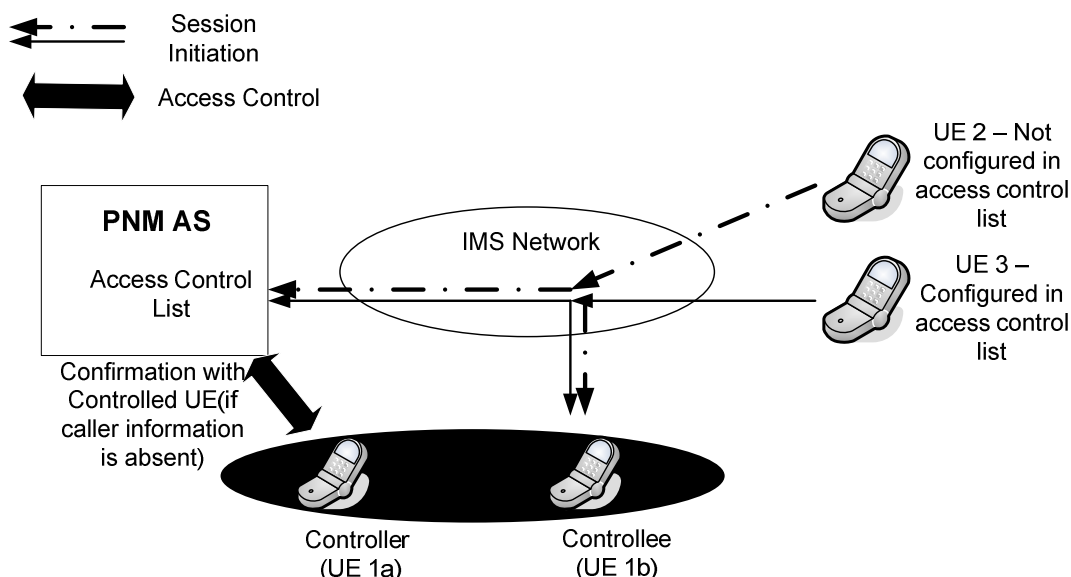 Session
Initiation
Access Control
PNM AS
Access Control
List
IMS Network
UE 2 – Not
configured in
access control
list
UE 3 –
Configured in
access control
list
Confirmation with
Controlled UE(if
caller information
is absent)
Controller
(UE 1a)
Controllee
(UE 1b)